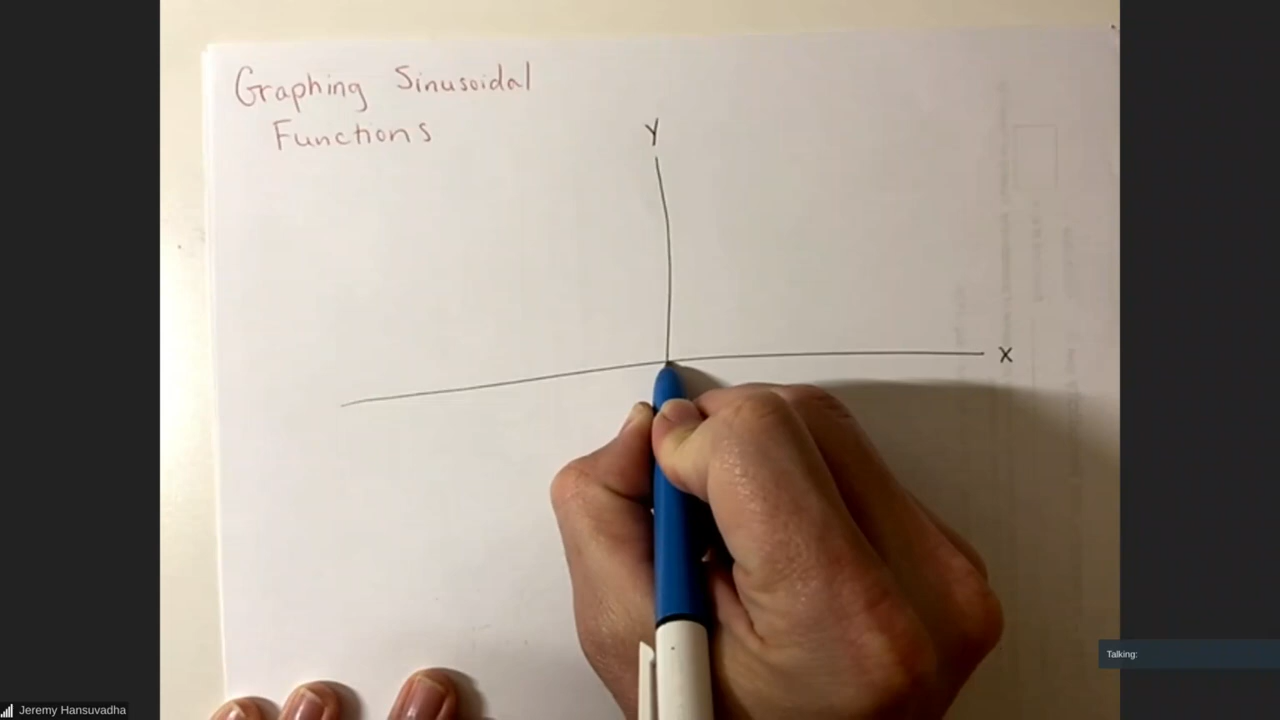 Graphing Sinusoidal
Functions
Y
X
Talking:
Jeremy Hansuvadha